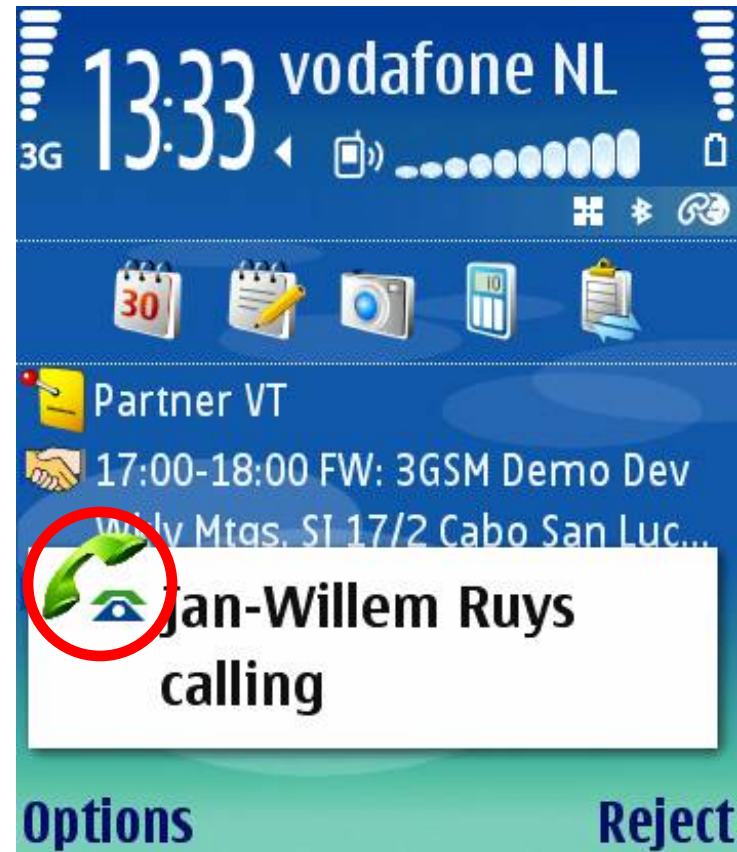 13:33 vodafone NL
3G
30
10
Partner VT
17:00-18:00 FW: 3GSM Demo Dev
Wkly Mtgs, SI 17/2 Cabo San Luc...
Jan-Willem Ruys
calling
Options Reject